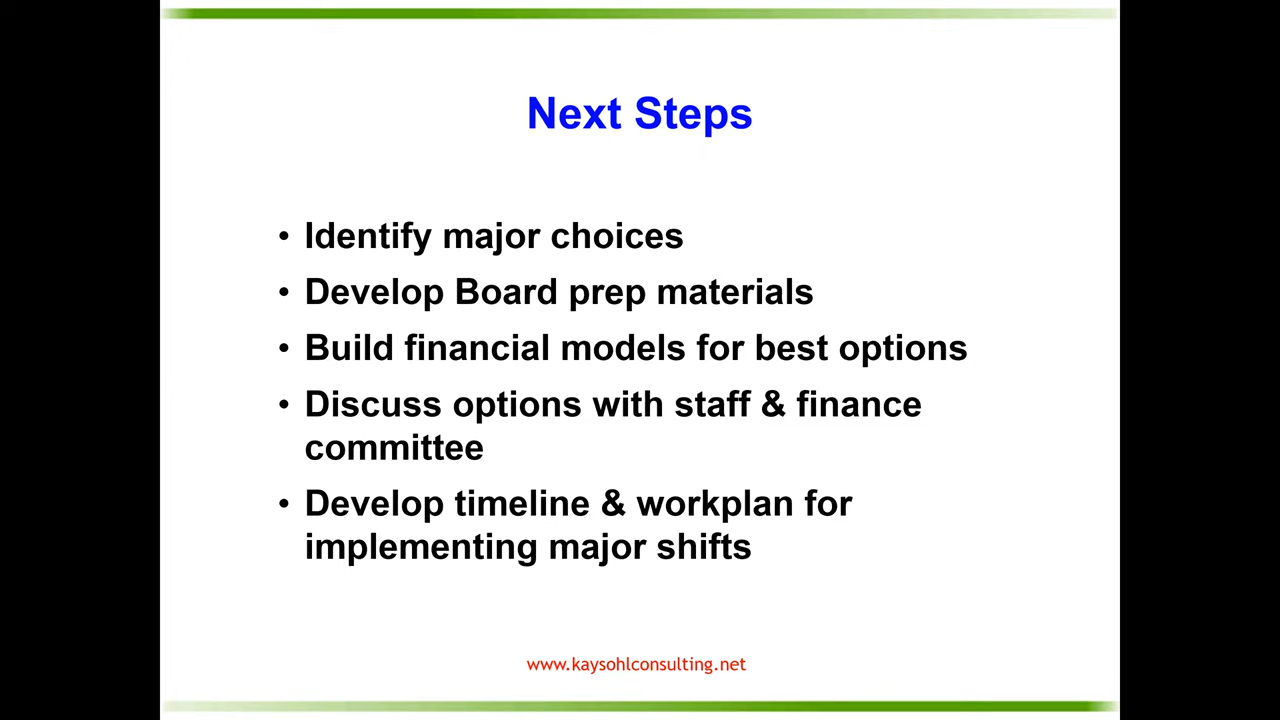 Next Steps
• Identify major choices
• Develop Board prep materials
• Build financial models for best options
• Discuss options with staff & finance
committee
• Develop timeline & workplan for
implementing major shifts
www.kaysohlconsulting.net